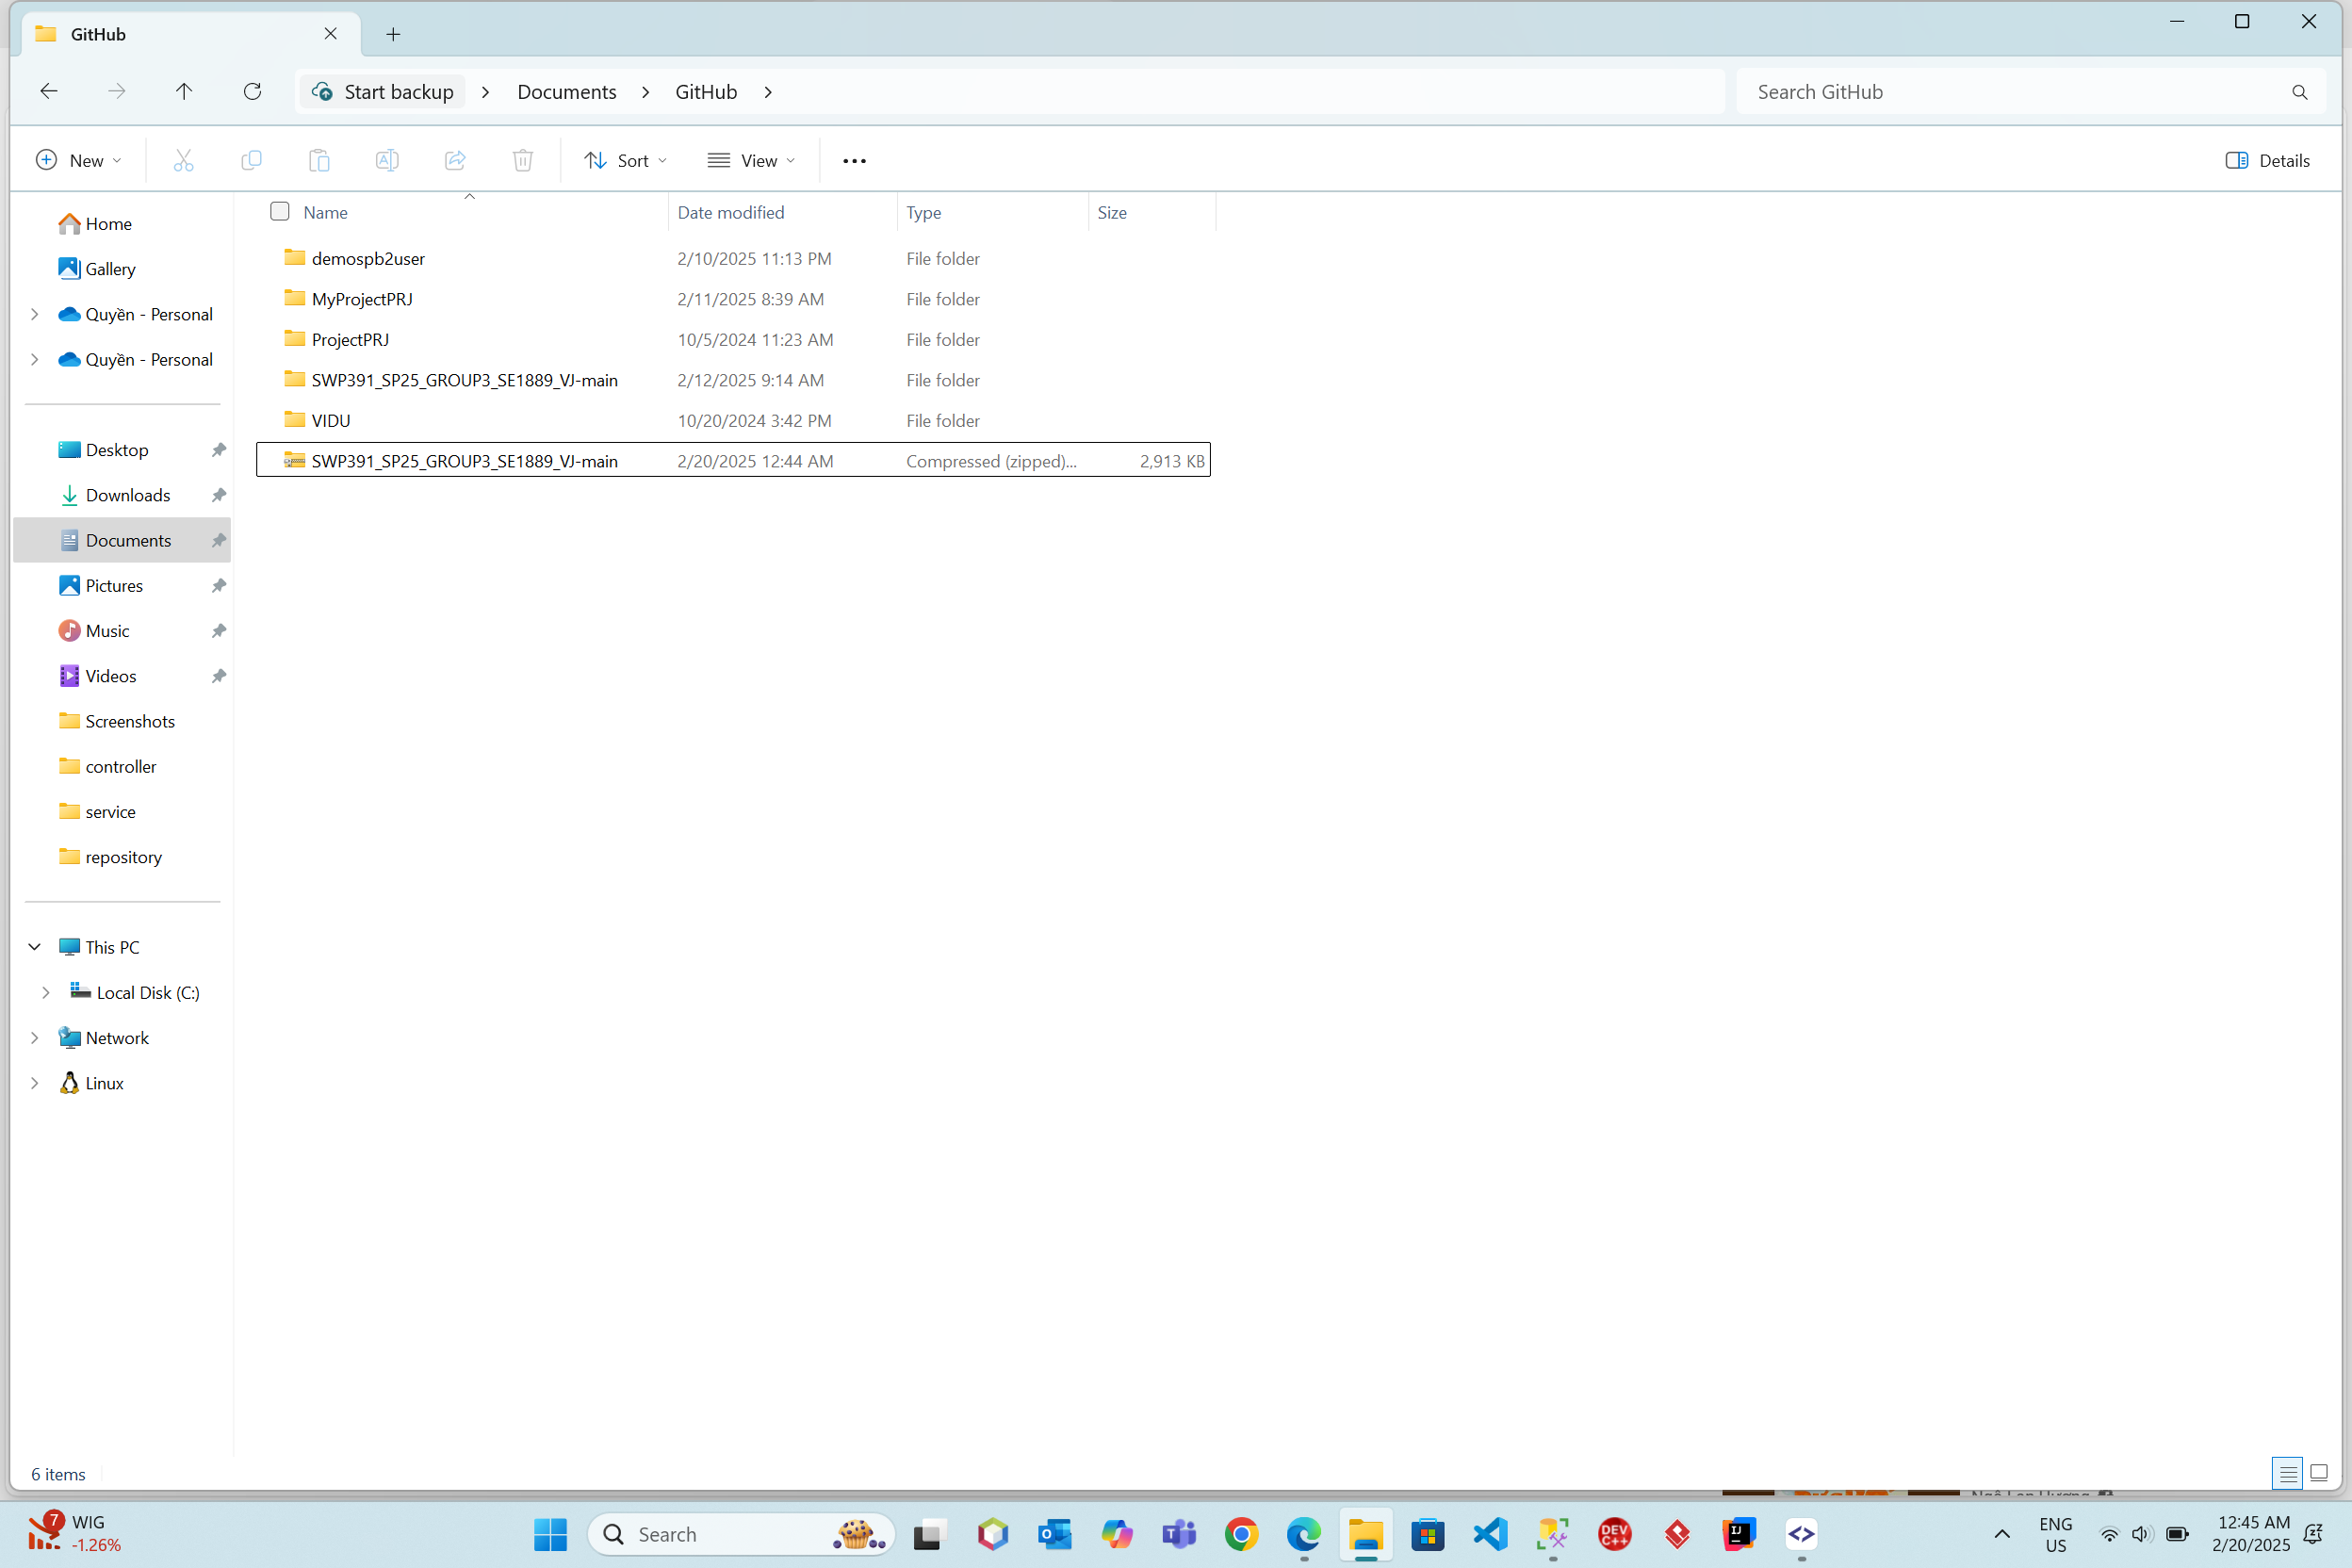 GitHub
Start backup > Documents > GitHub >
Search GitHub
New
Sort
View
Details
Name Date modified Type Size
demospb2user 2/10/2025 11:13 PM File folder
MyProjectPRJ 2/11/2025 8:39 AM File folder
ProjectPRJ 10/5/2024 11:23 AM File folder
SWP391_SP25_GROUP3_SE1889_VJ-main 2/12/2025 9:14 AM File folder
VIDU 10/20/2024 3:42 PM File folder
SWP391_SP25_GROUP3_SE1889_VJ-main 2/20/2025 12:44 AM Compressed (zipped)... 2,913 KB
Home
Gallery
Quyền - Personal
Quyền - Personal
Desktop
Downloads
Documents
Pictures
Music
Videos
Screenshots
controller
service
repository
This PC
Local Disk (C:)
Network
Linux
6 items
7
WIG
-1.26%
Search
DEV
C++
IJ
ENG
US
12:45 AM
2/20/2025